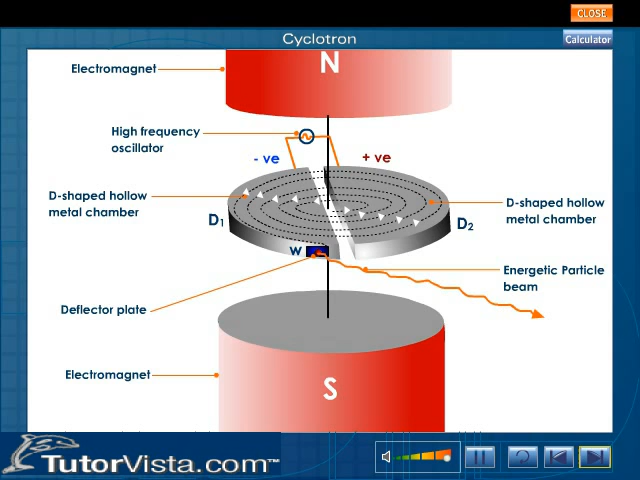 CLOSE
Cyclotron
Calculator
Electromagnet
N
High frequency
oscillator
- ve
+ ve
D-shaped hollow
metal chamber
D-shaped hollow
metal chamber
D1
D2
W
Energetic Particle
beam
Deflector plate
Electromagnet
S
TutorVista.com™